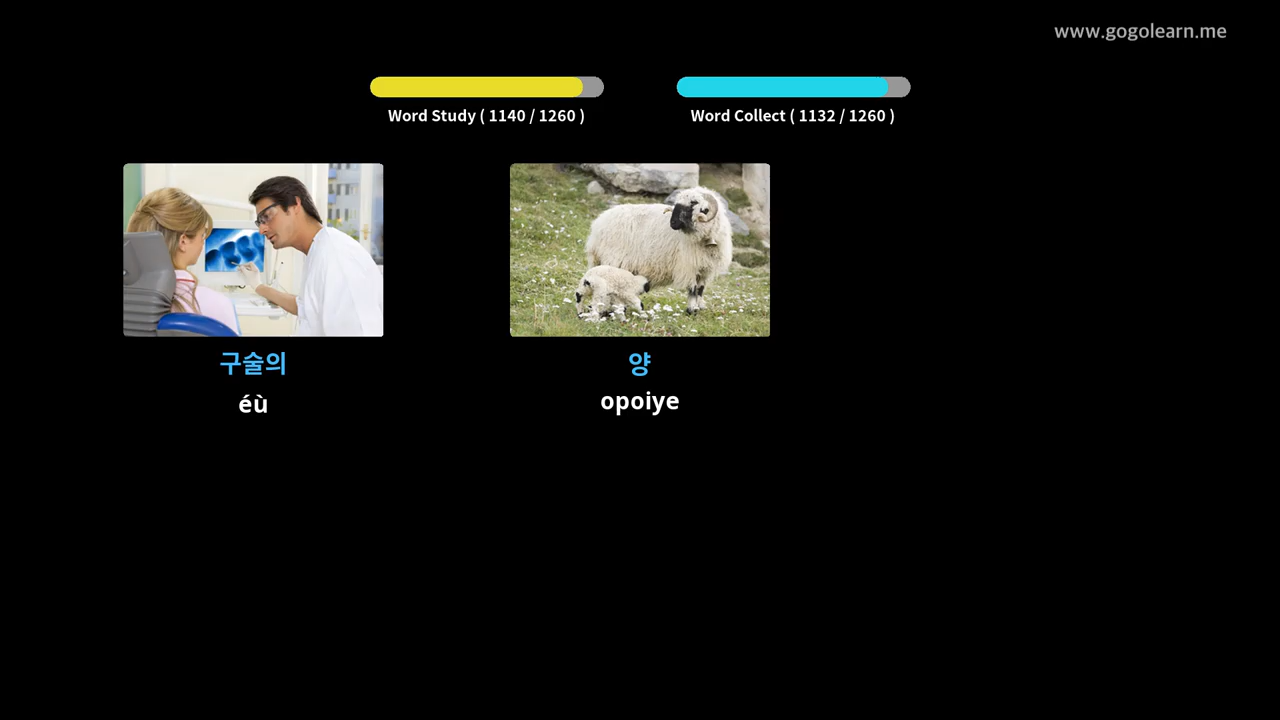 www.gogolearn.me
Word Study ( 1140 / 1260 )
Word Collect ( 1132 / 1260 )
구술의
éù
양
opoiye